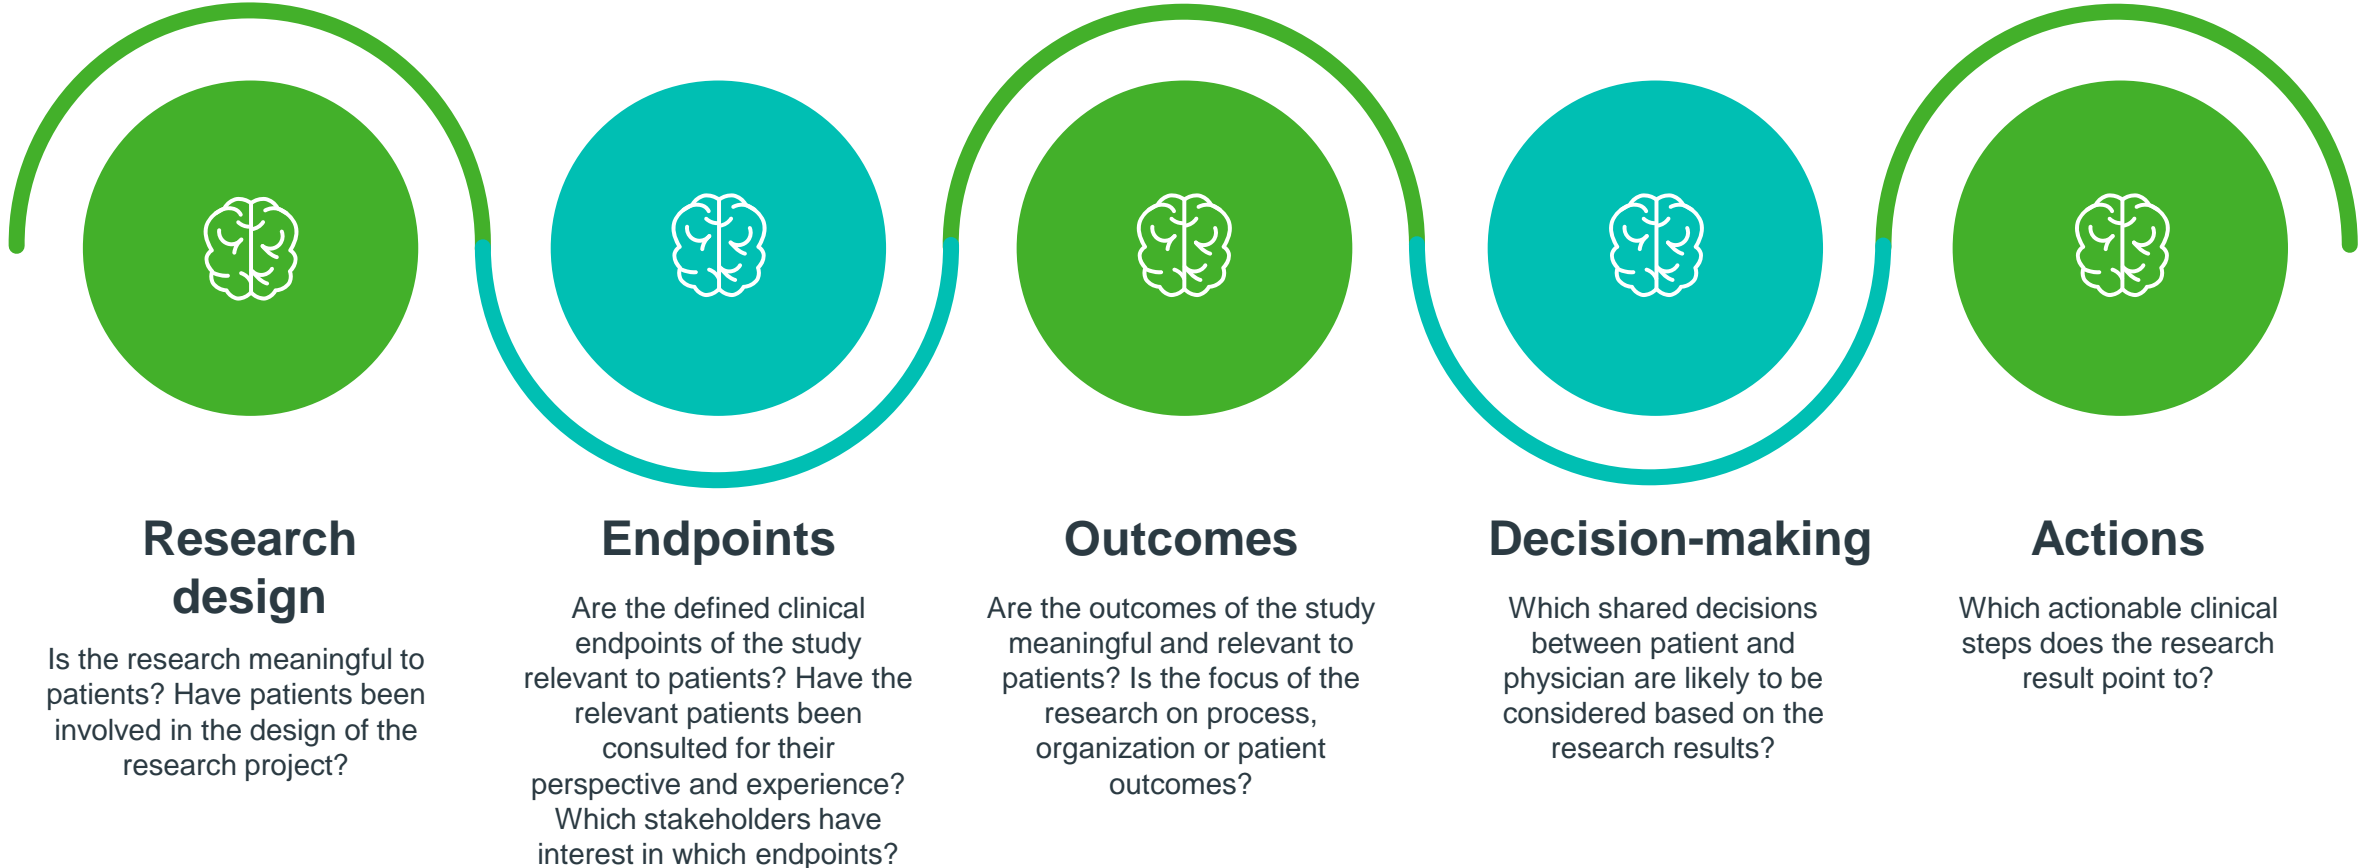 Research
design
Is the research meaningful to
patients? Have patients been
involved in the design of the
research project?
Endpoints
Are the defined clinical
endpoints of the study
relevant to patients? Have the
relevant patients been
consulted for their
perspective and experience?
Which stakeholders have
interest in which endpoints?
Outcomes
Are the outcomes of the study
meaningful and relevant to
patients? Is the focus of the
research on process,
organization or patient
outcomes?
Decision-making
Which shared decisions
between patient and
physician are likely to be
considered based on the
research results?
Actions
Which actionable clinical
steps does the research
result point to?